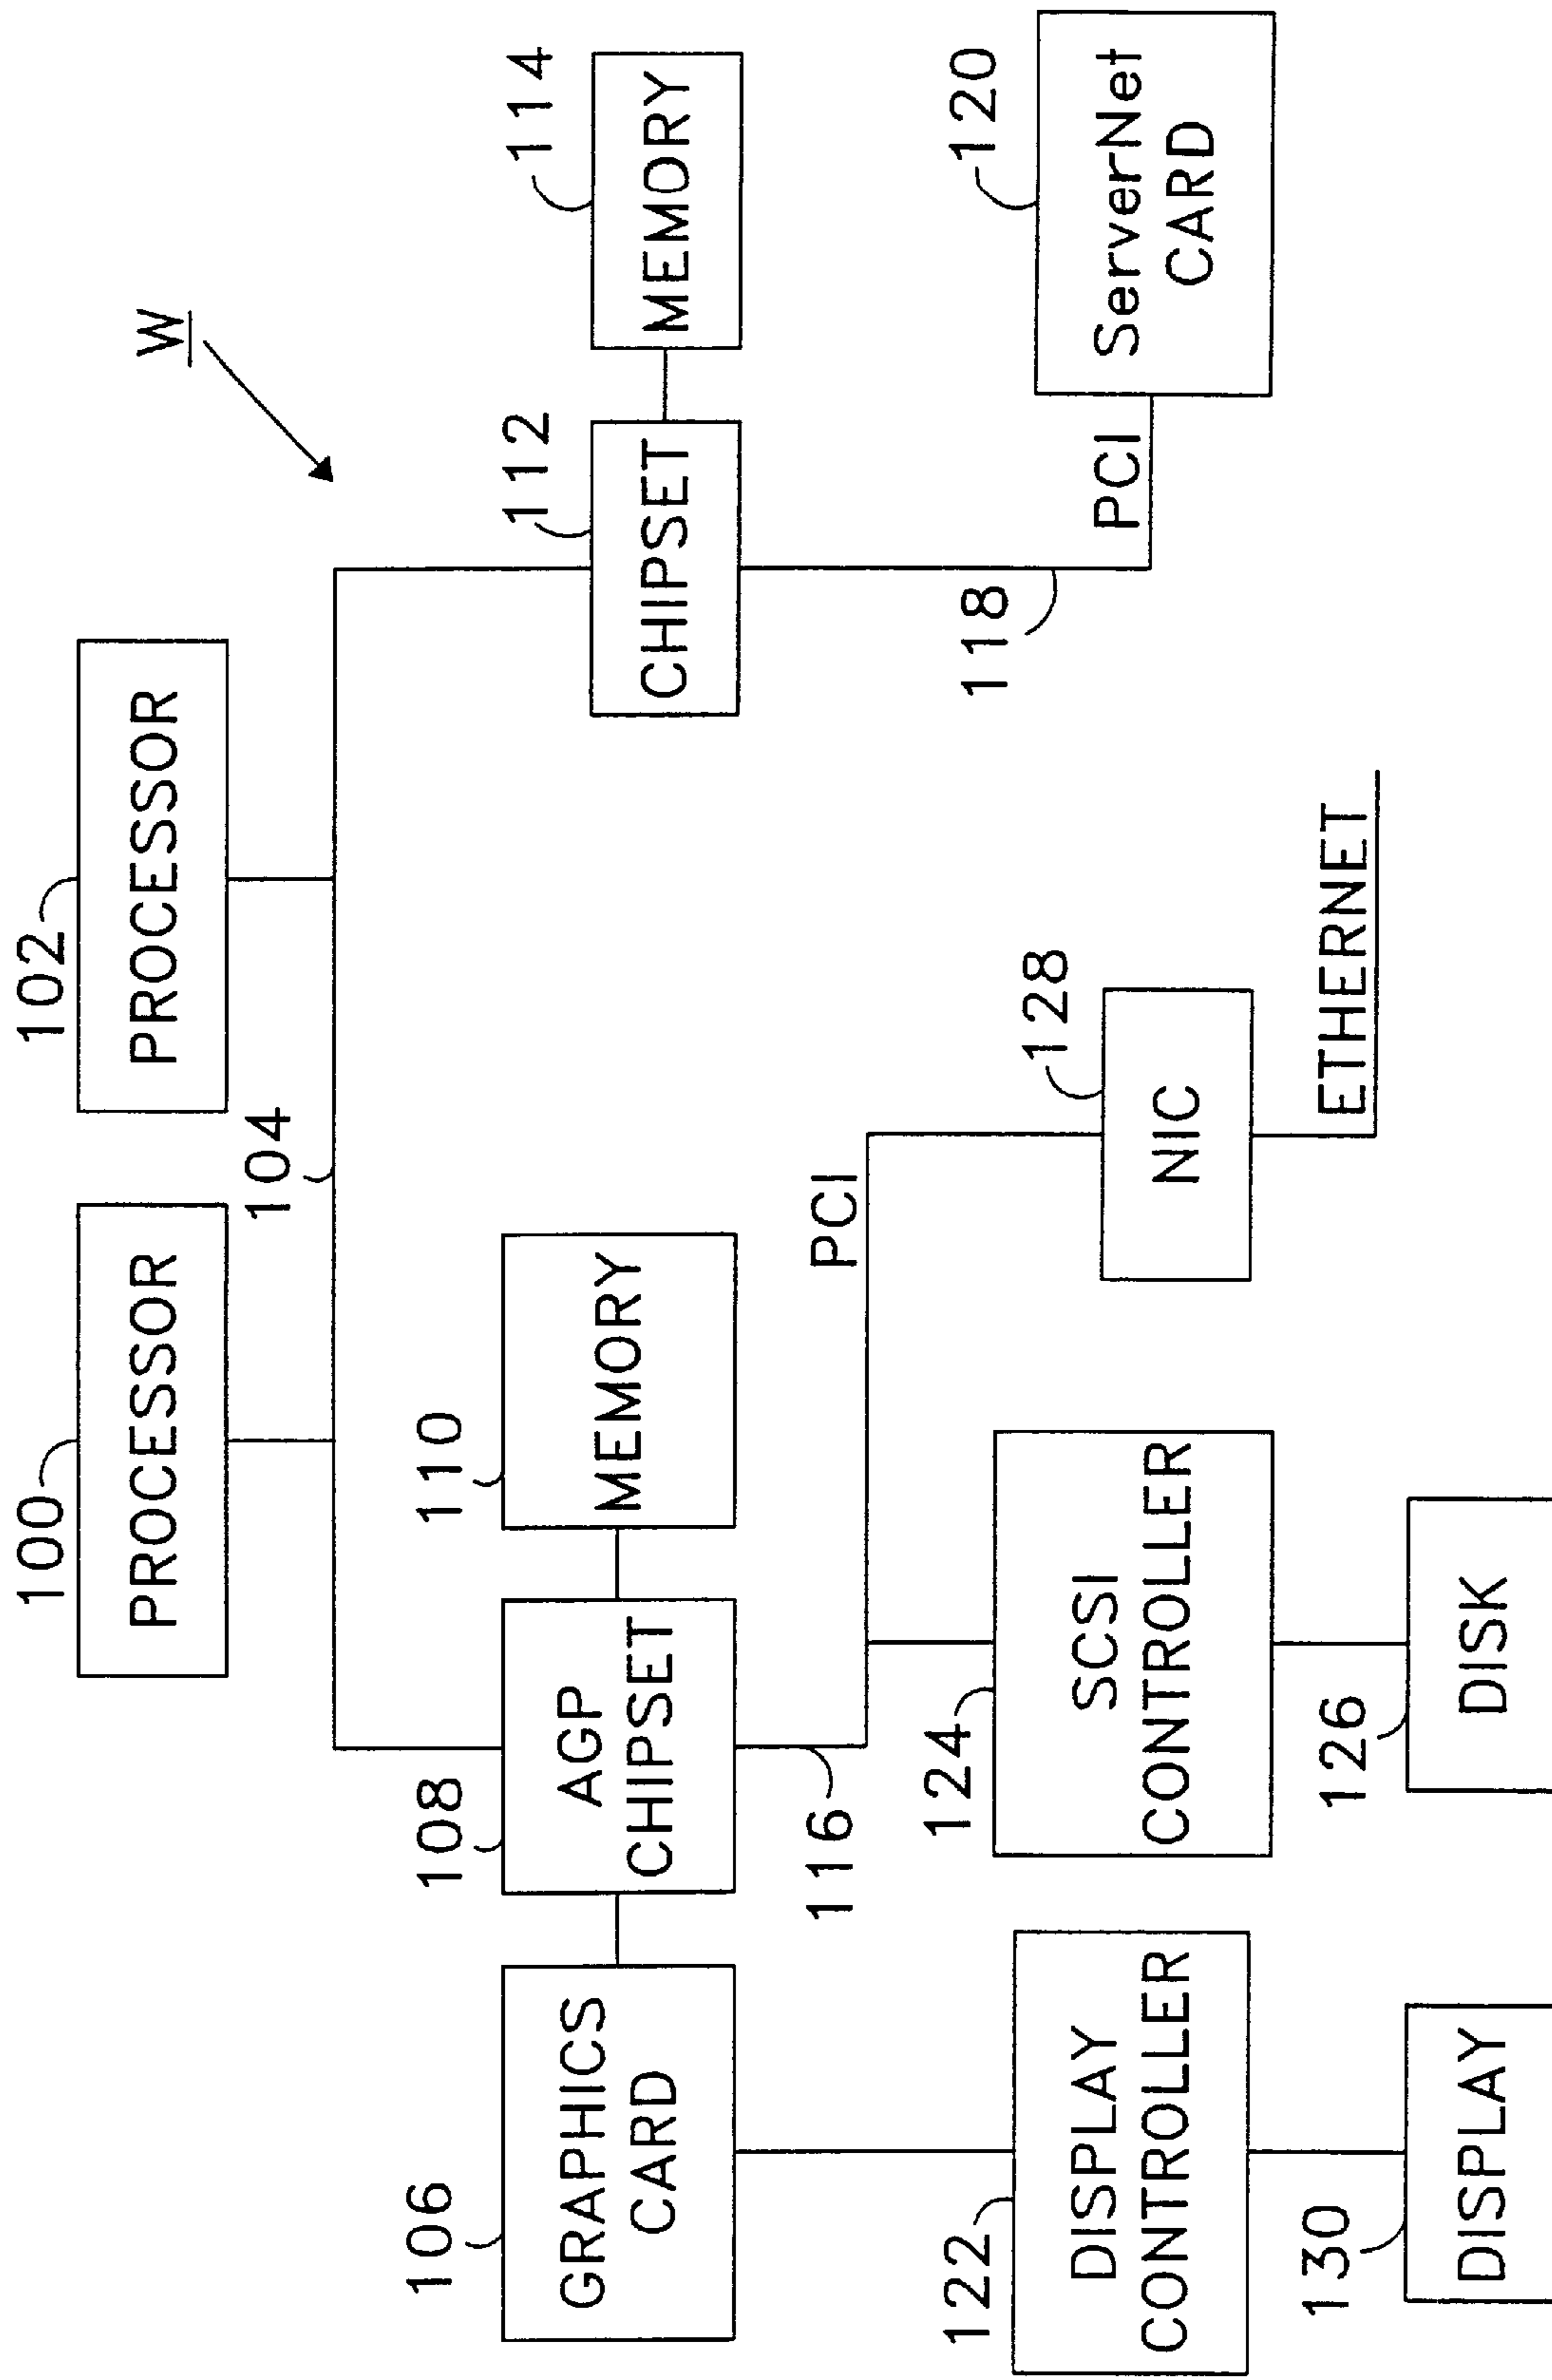 W
100
PROCESSOR
102
PROCESSOR
104
106
GRAPHICS
CARD
108
AGP
CHIPSET
110
MEMORY
112
CHIPSET
114
MEMORY
116
PCI
118
PCI
120
ServerNet
CARD
122
DISPLAY
CONTROLLER
124
SCSI
CONTROLLER
128
NIC
ETHERNET
130
DISPLAY
126
DISK